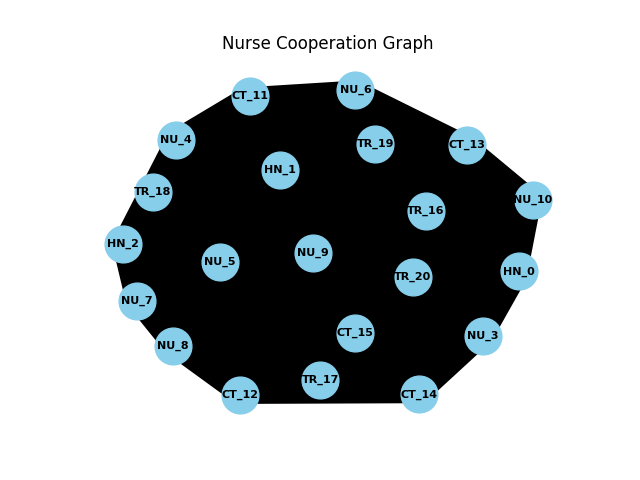 Nurse Cooperation Graph
NU_6
CT_11
NU_4
TR_19
CT_13
HN_1
TR_18
NU_10
TR_16
HN_2
NU_9
NU_5
HN_0
TR_20
NU_7
CT_15
NU_3
NU_8
TR_17
CT_12
CT_14